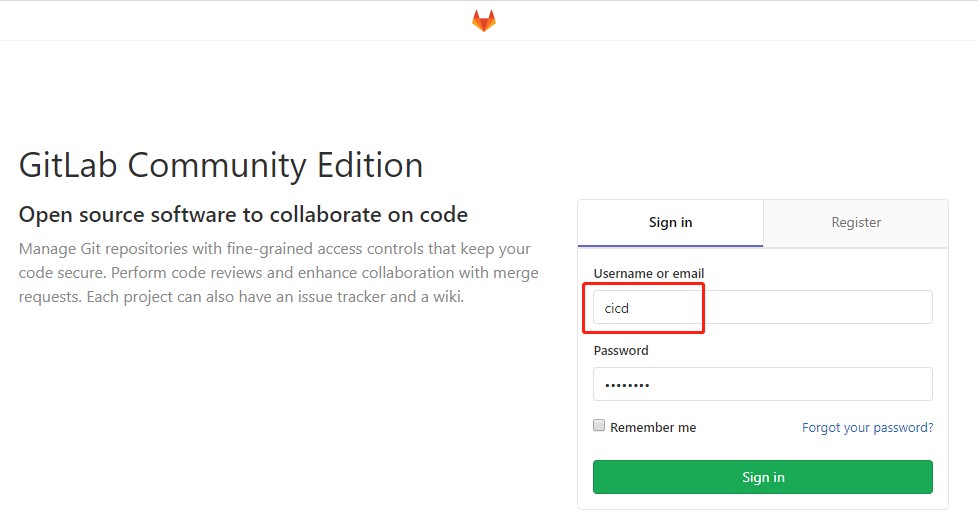 GitLab Community Edition
Open source software to collaborate on code
Manage Git repositories with fine-grained access controls that keep your
code secure. Perform code reviews and enhance collaboration with merge
requests. Each project can also have an issue tracker and a wiki.
Sign in
Register
Username or email
cicd
Password
••••••••
Remember me
Forgot your password?
Sign in